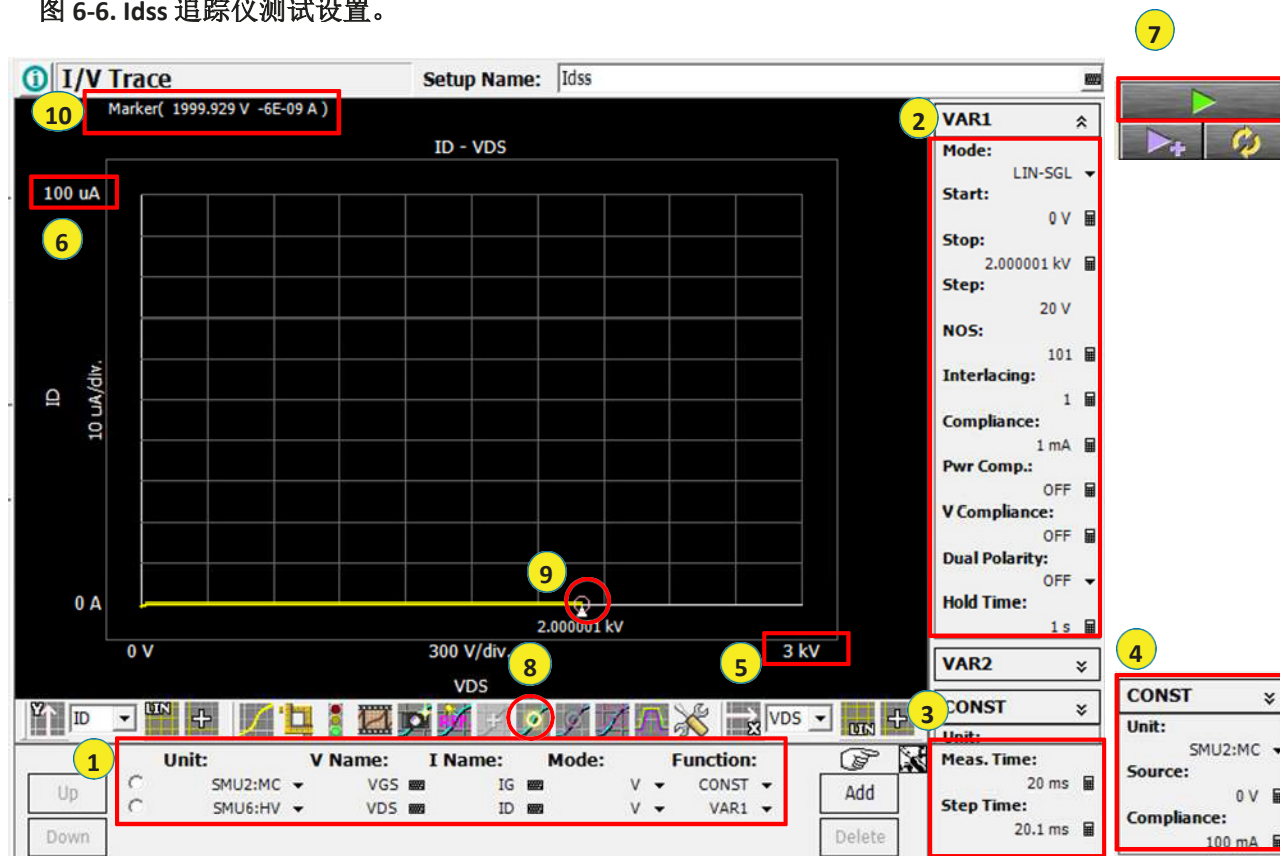 图 6-6. Idss 追踪仪测试设置。
7
I/V Trace
Setup Name: Idss
10
Marker( 1999.929 V -6E-09 A )
ID - VDS
100 uA
6
ID
10 uA/div.
0 A
9
2.000001 kV
0 V
300 V/div.
8
5
3 kV
VDS
2
VAR1
Mode:
LIN-SGL
Start:
0 V
Stop:
2.000001 kV
Step:
20 V
NOS:
101
Interlacing:
1
Compliance:
1 mA
Pwr Comp.:
OFF
V Compliance:
OFF
Dual Polarity:
OFF
Hold Time:
1 s
VAR2
3
CONST
Unit:
Meas. Time:
20 ms
Step Time:
20.1 ms
4
CONST
Unit:
SMU2:MC
Source:
0 V
Compliance:
100 mA
Y
ID
LIN
X
VDS
LIN
1
Unit: V Name: I Name: Mode: Function:
SMU2:MC VGS IG V CONST
SMU6:HV VDS ID V VAR1
Up
Down
Add
Delete